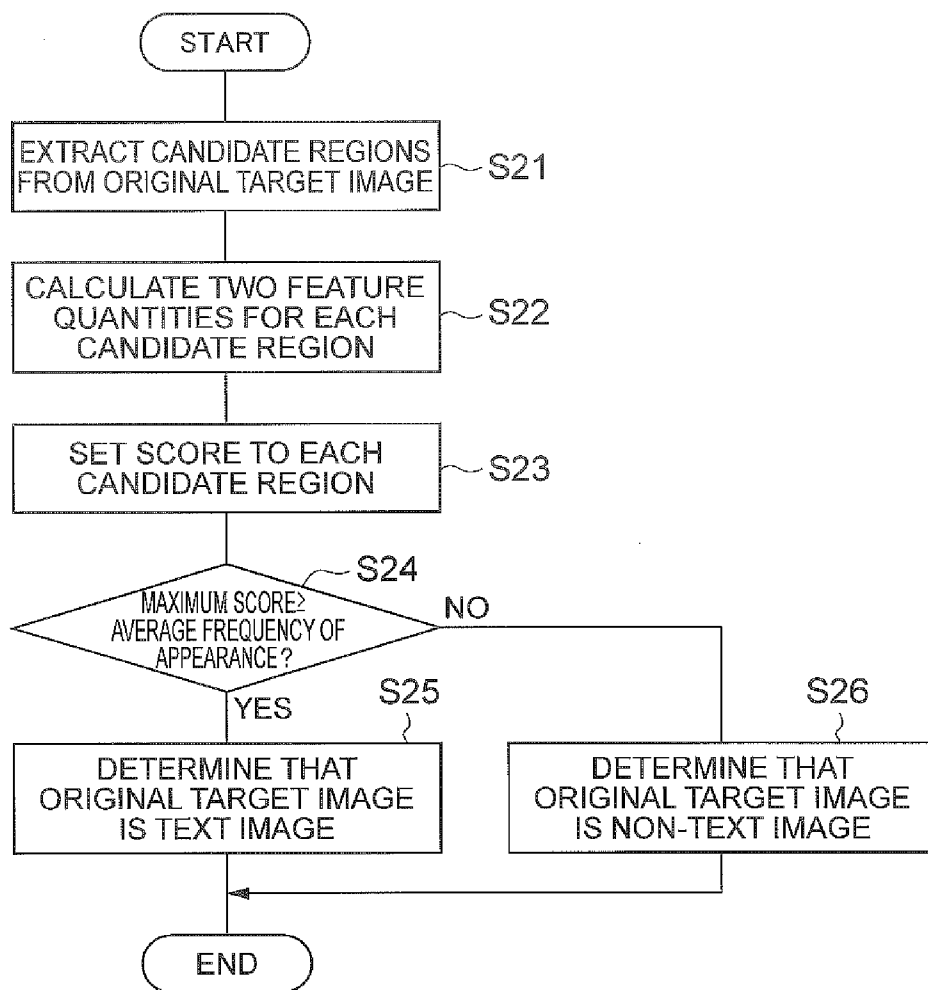 START
EXTRACT CANDIDATE REGIONS
FROM ORIGINAL TARGET IMAGE
S21
CALCULATE TWO FEATURE
QUANTITIES FOR EACH
CANDIDATE REGION
S22
SET SCORE TO EACH
CANDIDATE REGION
S23
S24
MAXIMUM SCORE≥
AVERAGE FREQUENCY OF
APPEARANCE?
NO
YES
S25
DETERMINE THAT
ORIGINAL TARGET IMAGE
IS TEXT IMAGE
S26
DETERMINE THAT
ORIGINAL TARGET IMAGE
IS NON-TEXT IMAGE
END